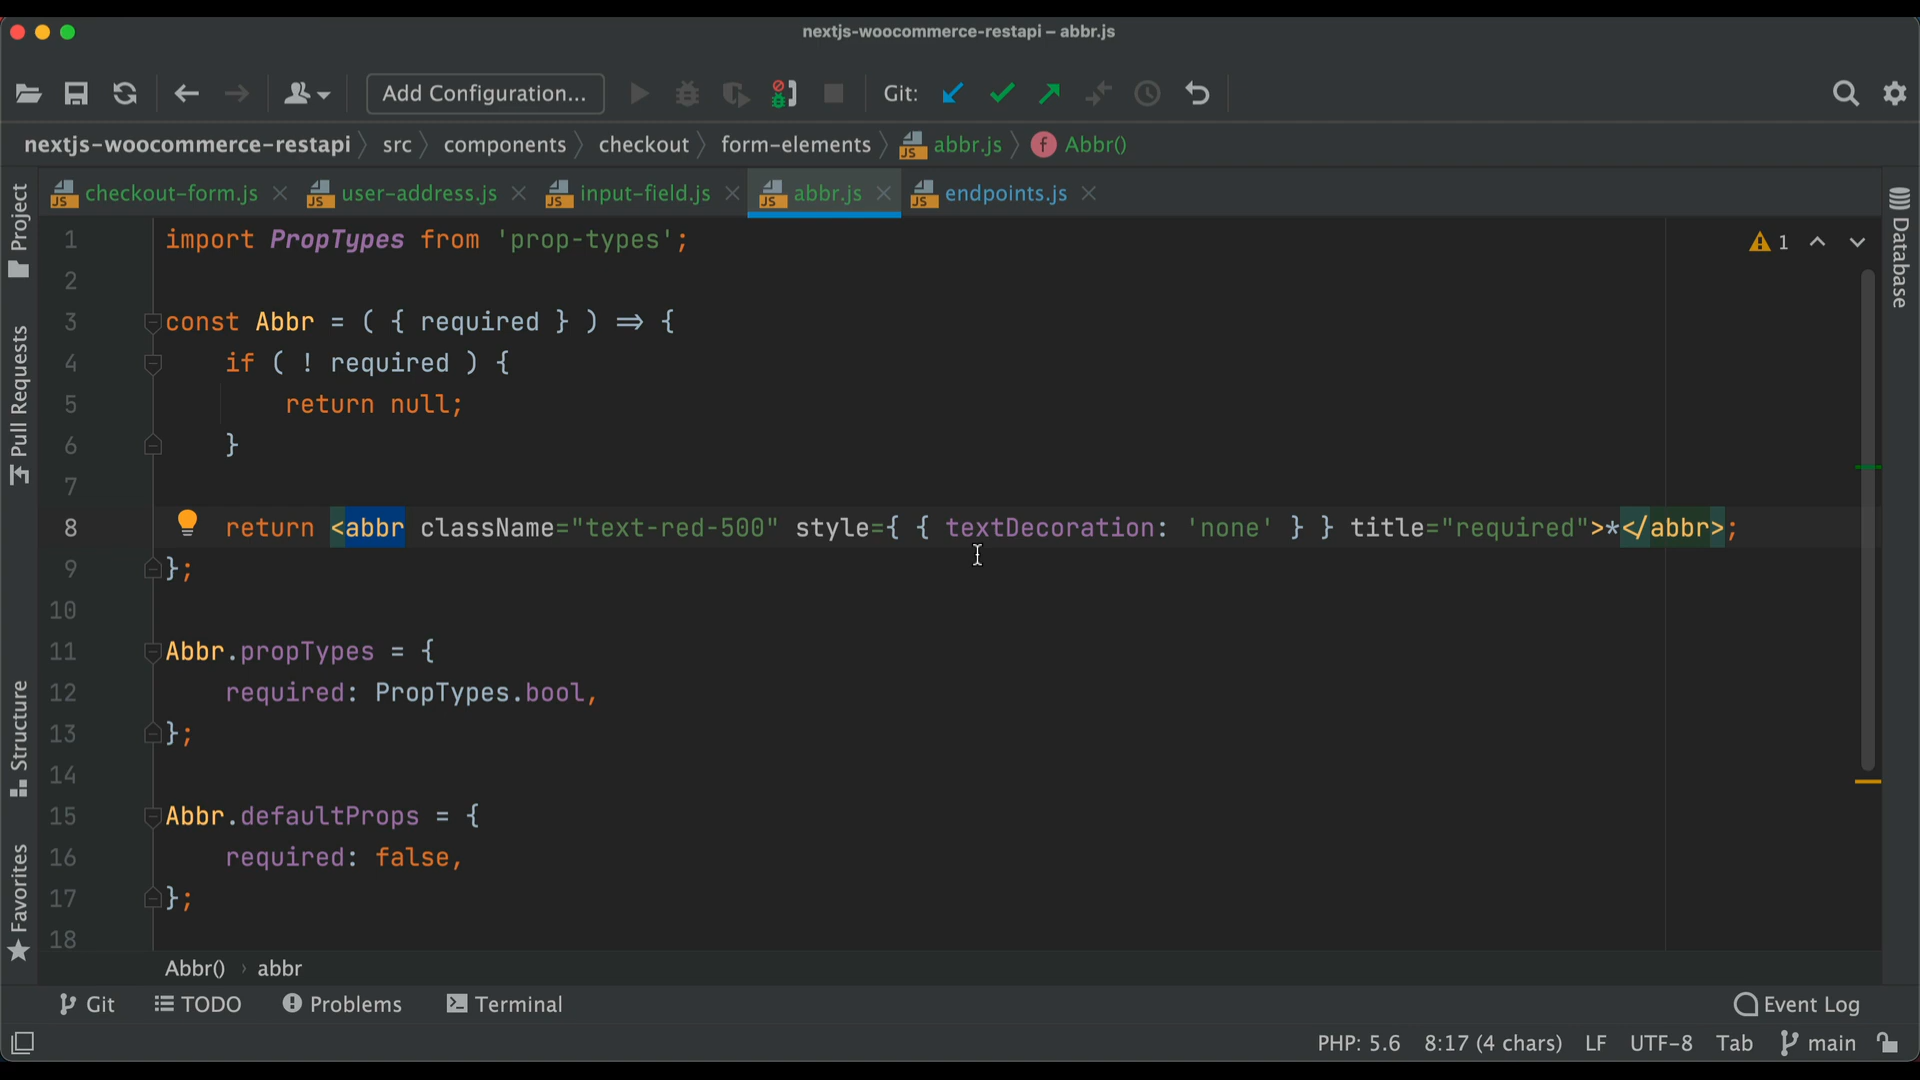 nextjs-woocommerce-restapi – abbr.js
Add Configuration...
Git:
nextjs-woocommerce-restapi src components checkout form-elements abbr.js f Abbr()
checkout-form.js user-address.js input-field.js abbr.js endpoints.js
Project
Pull Requests
Structure
Favorites
Database
1
1 import PropTypes from 'prop-types';
2
3 const Abbr = ( { required } ) => {
4 if ( ! required ) {
5 return null;
6 }
7
8 return <abbr className="text-red-500" style={ { textDecoration: 'none' } } title="required">*</abbr>;
9 };
10
11 Abbr.propTypes = {
12 required: PropTypes.bool,
13 };
14
15 Abbr.defaultProps = {
16 required: false,
17 };
18
Abbr() › abbr
Git TODO Problems Terminal Event Log
PHP: 5.6 8:17 (4 chars) LF UTF-8 Tab main